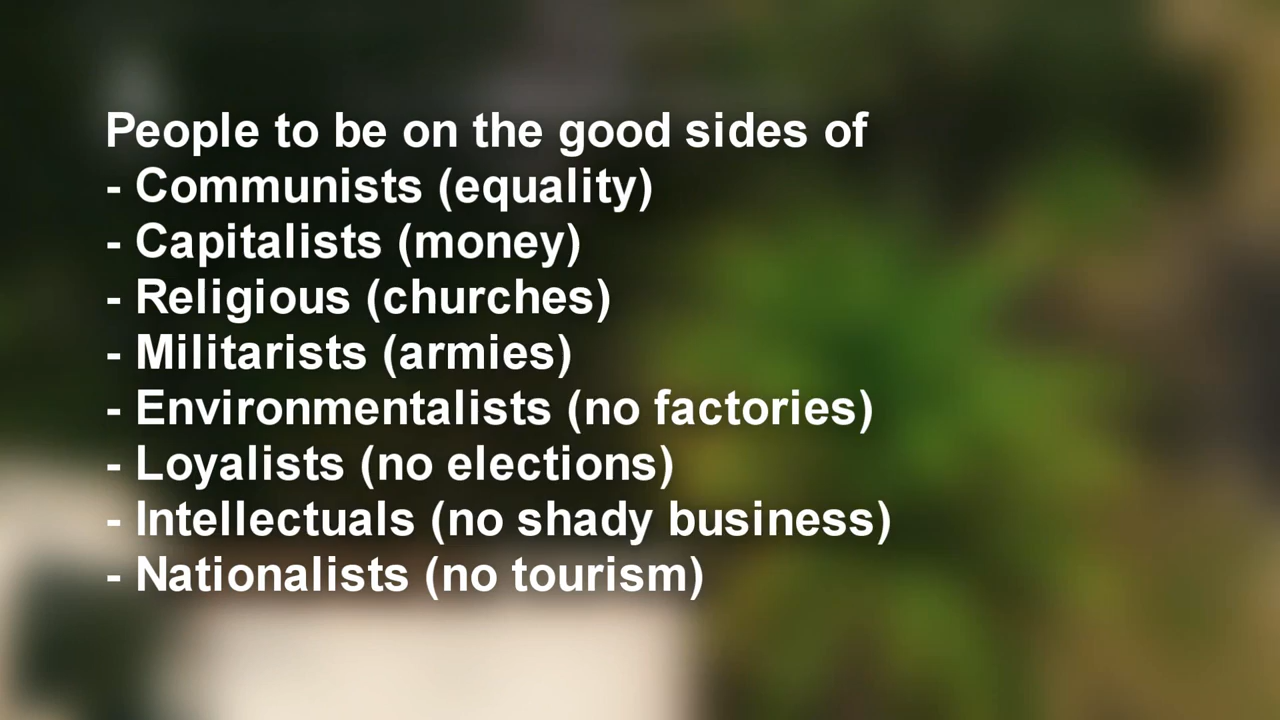 People to be on the good sides of
- Communists (equality)
- Capitalists (money)
- Religious (churches)
- Militarists (armies)
- Environmentalists (no factories)
- Loyalists (no elections)
- Intellectuals (no shady business)
- Nationalists (no tourism)